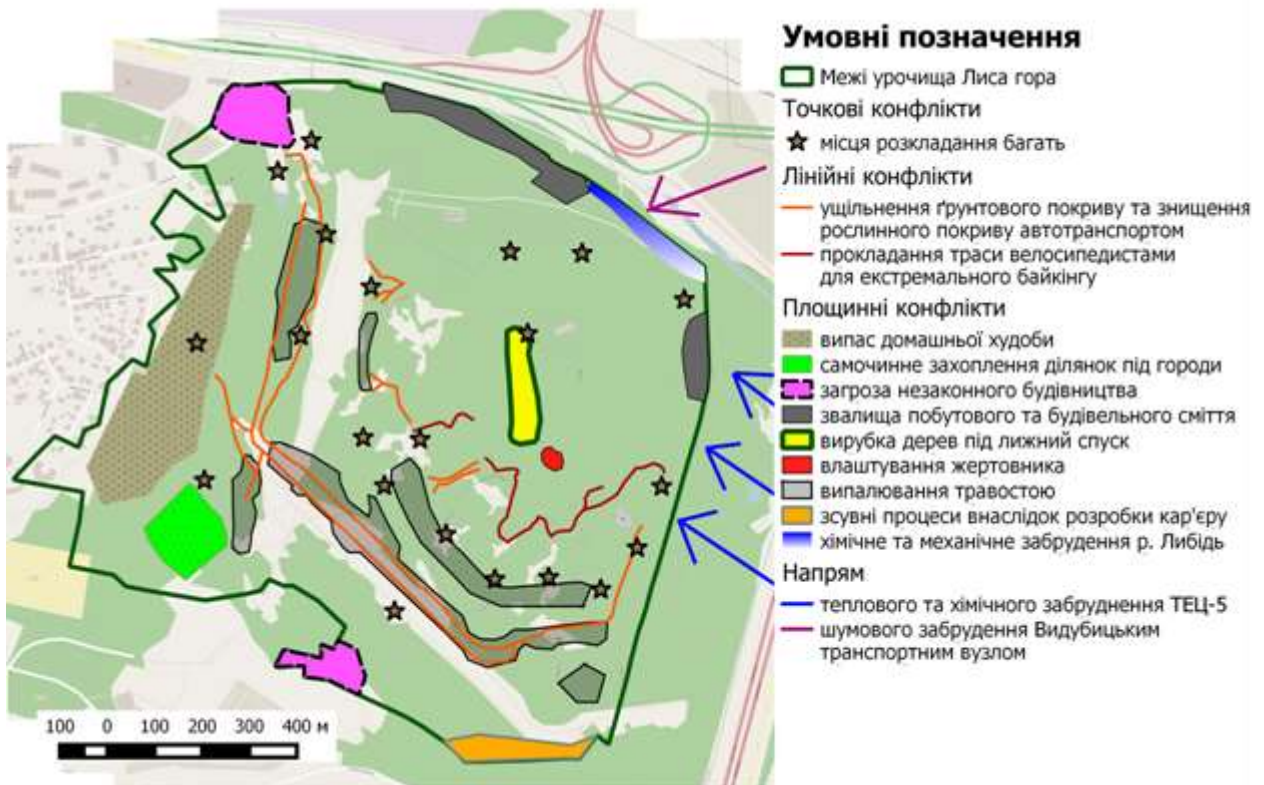 Умовні позначення
Межі урочища Лиса гора
Точкові конфлікти
місця розкладання багать
Лінійні конфлікти
ущільнення ґрунтового покриву та знищення
рослинного покриву автотранспортом
прокладання траси велосипедистами
для екстремального байкінгу
Площинні конфлікти
випас домашньої худоби
самочинне захоплення ділянок під городи
загроза незаконного будівництва
звалища побутового та будівельного сміття
вирубка дерев під лижний спуск
влаштування жертовника
випалювання травостою
зсувні процеси внаслідок розробки кар'єру
хімічне та механічне забрудення р. Либідь
Напрям
теплового та хімічного забруднення ТЕЦ-5
шумового забрудення Видубицьким
транспортним вузлом
100 0 100 200 300 400 м